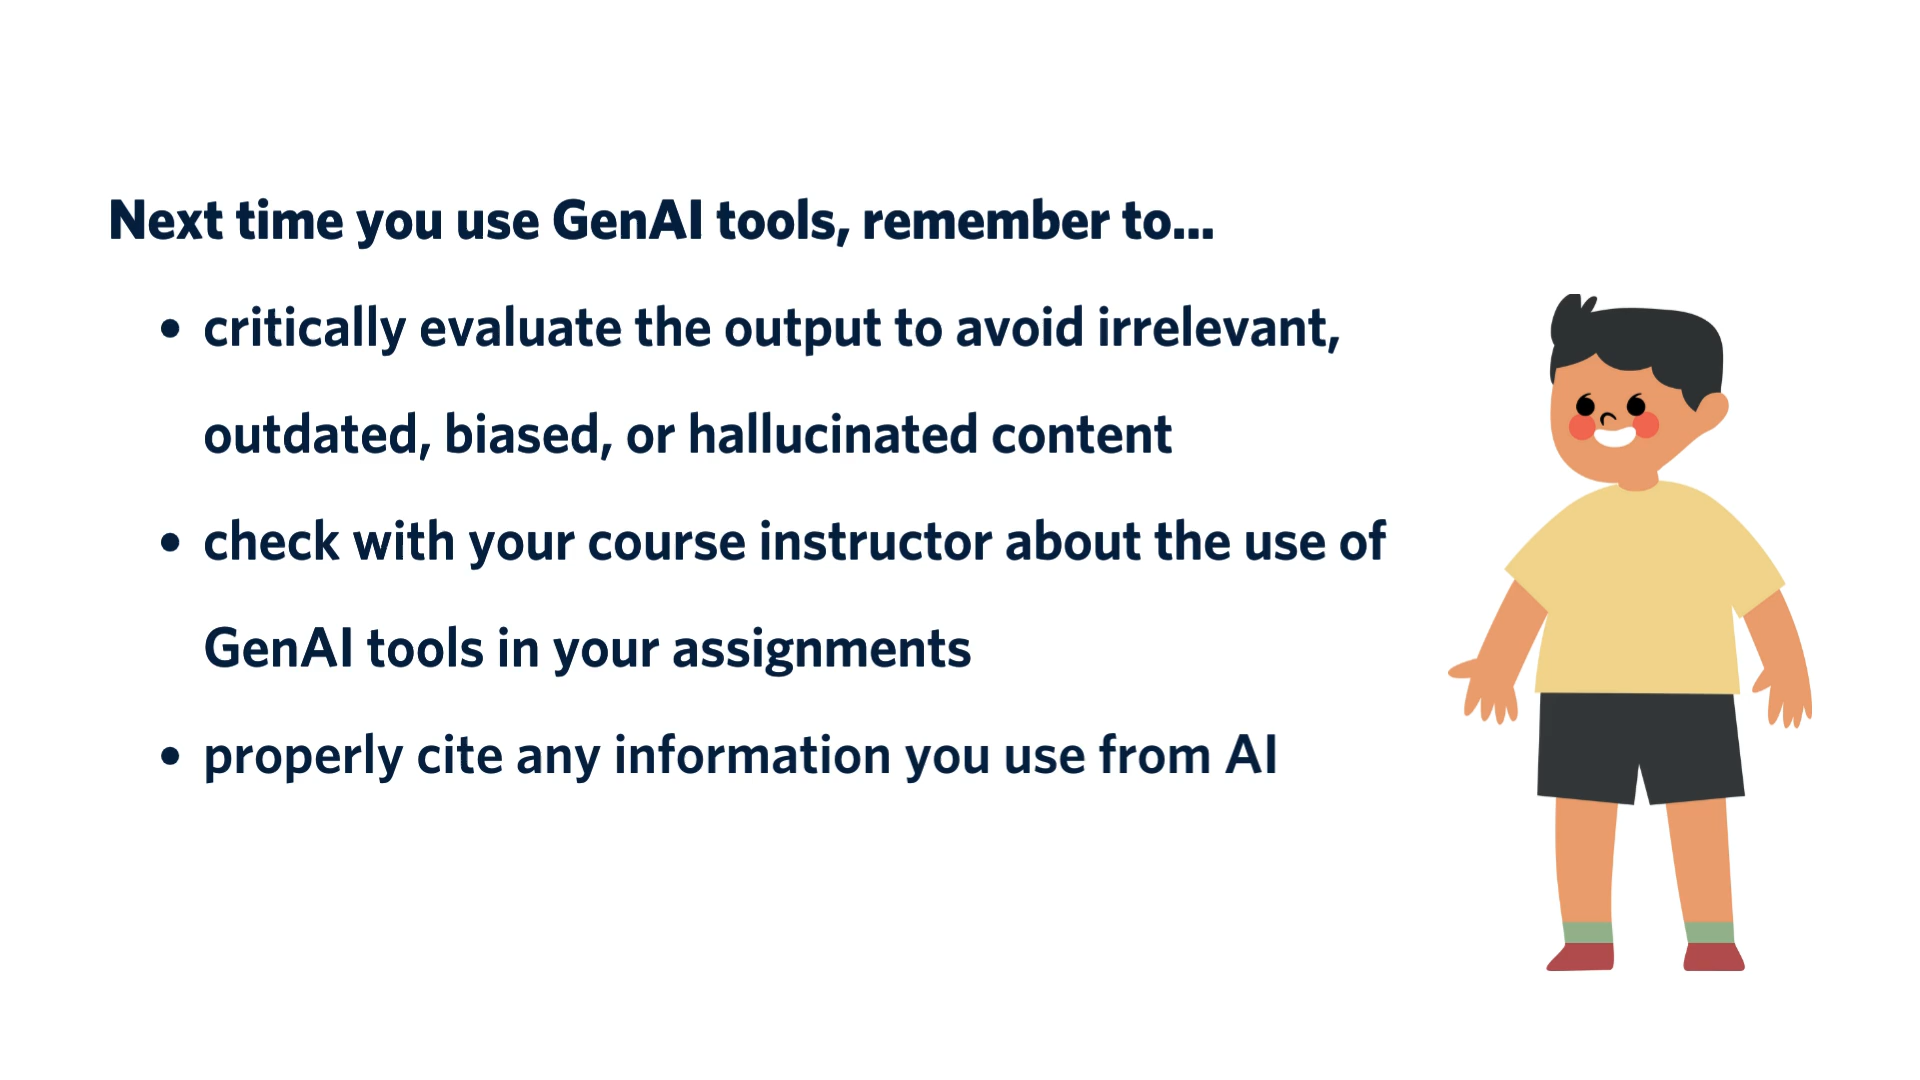 Next time you use GenAI tools, remember to...
• critically evaluate the output to avoid irrelevant,
outdated, biased, or hallucinated content
• check with your course instructor about the use of
GenAI tools in your assignments
• properly cite any information you use from AI